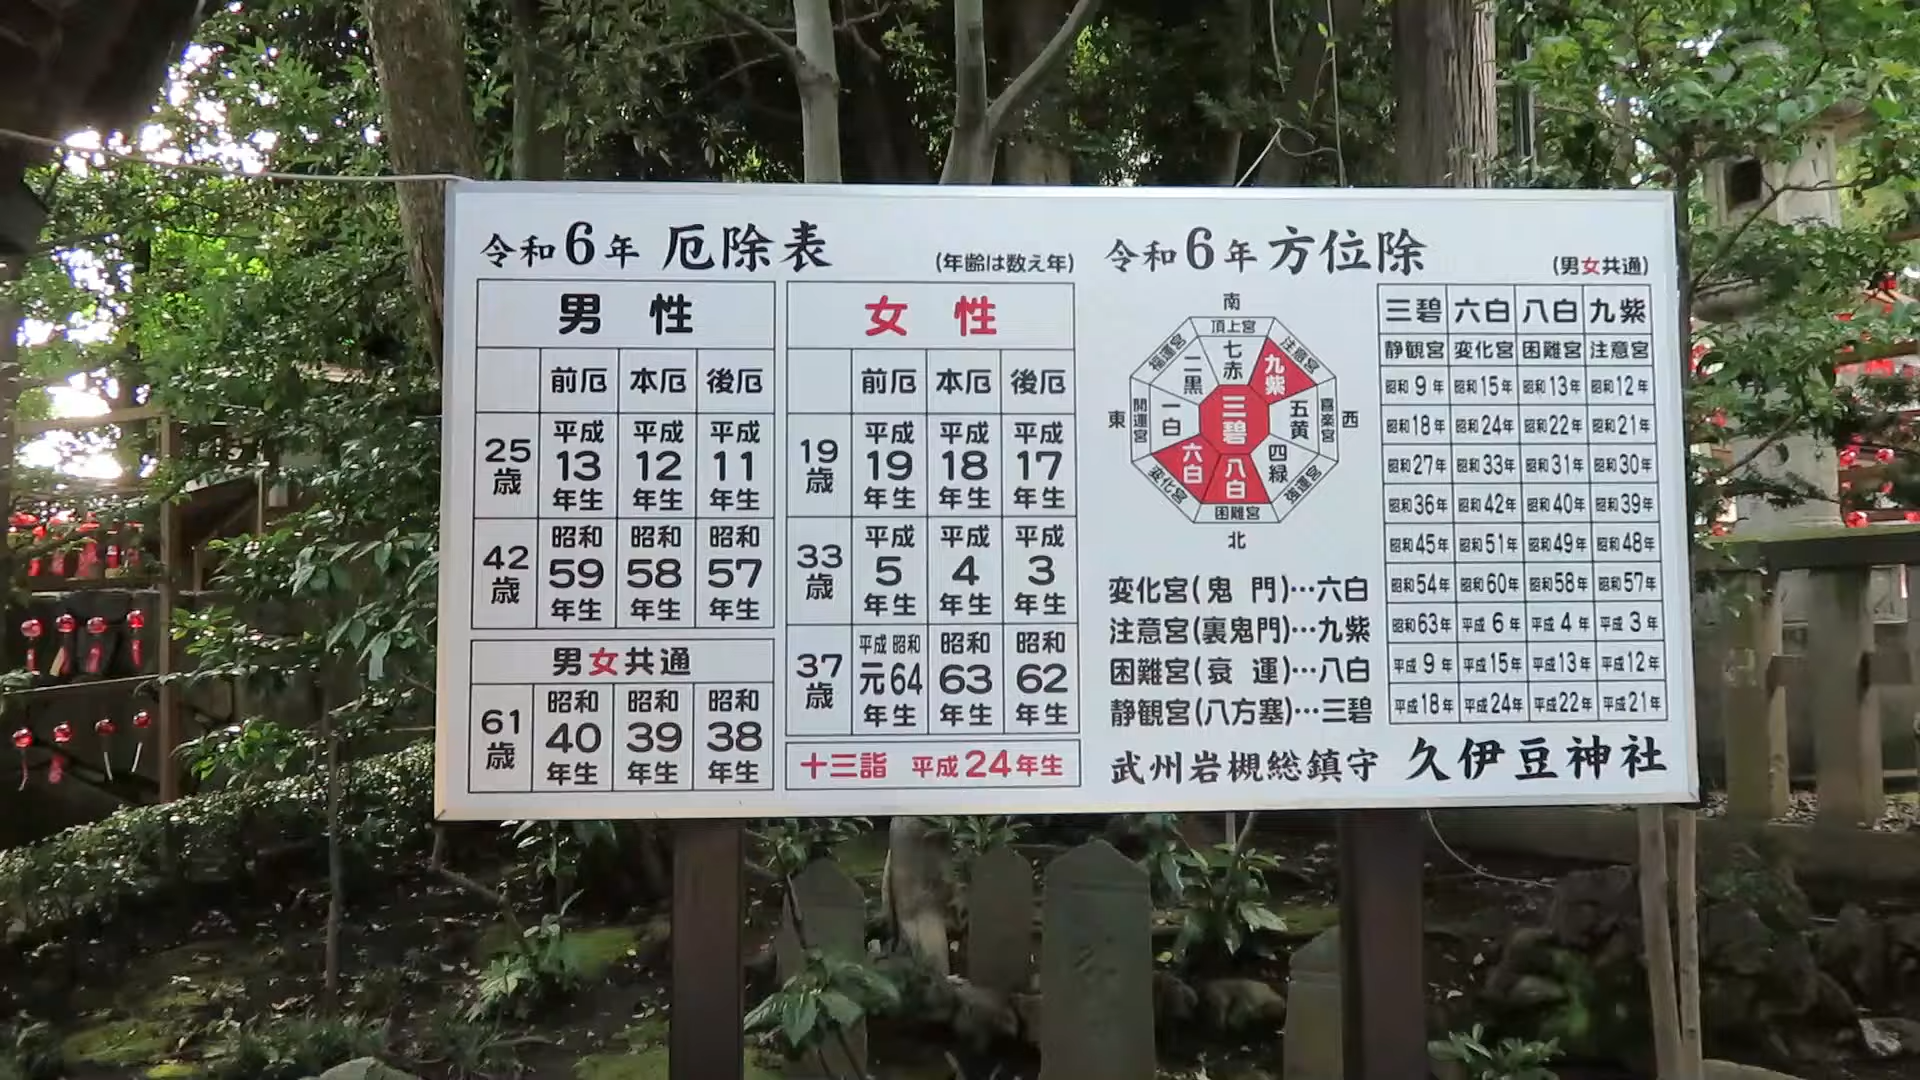 令和6年 厄除表
(年齢は数え年)
男性
前厄 本厄 後厄
25歳 平成13年生 平成12年生 平成11年生
42歳 昭和59年生 昭和58年生 昭和57年生
男女共通
61歳 昭和40年生 昭和39年生 昭和38年生
女性
前厄 本厄 後厄
19歳 平成19年生 平成18年生 平成17年生
33歳 平成5年生 平成4年生 平成3年生
37歳 平成元 昭和64年生 昭和63年生 昭和62年生
十三詣 平成24年生
令和6年 方位除
(男女共通)
南
頂上宮
七赤
福運宮
二黒
注意宮
九紫
東
開運宮
一白
三碧
五黄
喜楽宮
西
六白
変化宮
八白
四緑
強運宮
困難宮
北
変化宮(鬼門)…六白
注意宮(裏鬼門)…九紫
困難宮(衰運)…八白
静観宮(八方塞)…三碧
三碧 六白 八白 九紫
静観宮 変化宮 困難宮 注意宮
昭和9年 昭和15年 昭和13年 昭和12年
昭和18年 昭和24年 昭和22年 昭和21年
昭和27年 昭和33年 昭和31年 昭和30年
昭和36年 昭和42年 昭和40年 昭和39年
昭和45年 昭和51年 昭和49年 昭和48年
昭和54年 昭和60年 昭和58年 昭和57年
昭和63年 平成6年 平成4年 平成3年
平成9年 平成15年 平成13年 平成12年
平成18年 平成24年 平成22年 平成21年
武州岩槻総鎮守 久伊豆神社